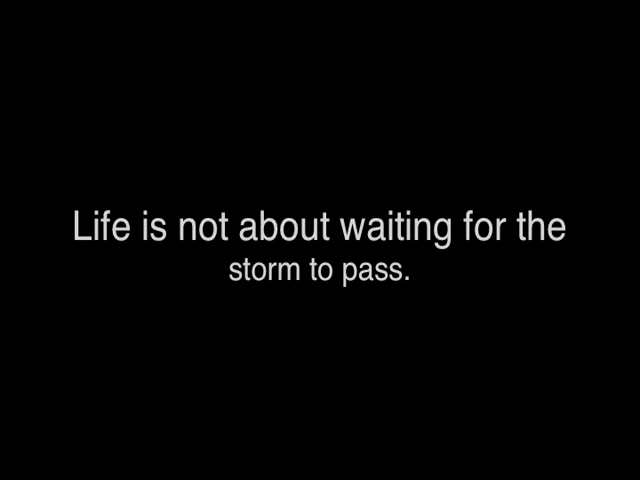 Life is not about waiting for the
storm to pass.